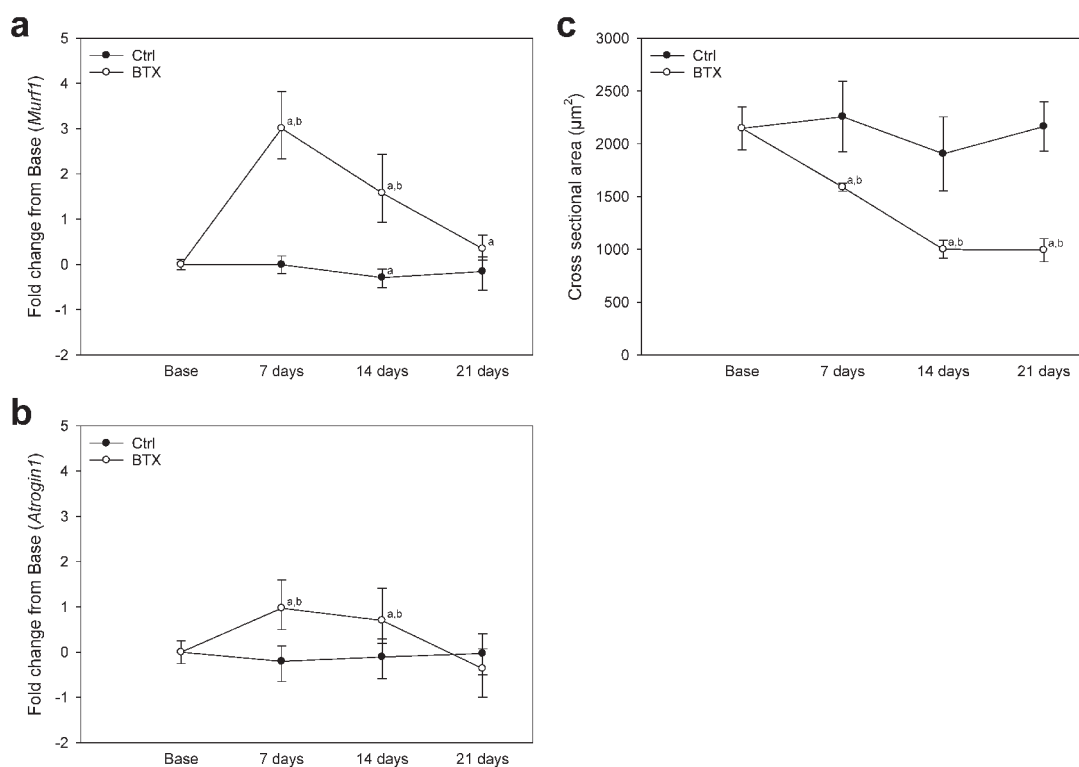 a
Fold change from Base (Murf1)
5
4
3
2
1
0
-1
-2
Ctrl
BTX
a,b
a,b
a
a
Base
7 days
14 days
21 days
b
Fold change from Base (Atrogin1)
5
4
3
2
1
0
-1
-2
Ctrl
BTX
a,b
a,b
Base
7 days
14 days
21 days
c
Cross sectional area (µm²)
3000
2500
2000
1500
1000
500
0
Ctrl
BTX
a,b
a,b
a,b
Base
7 days
14 days
21 days